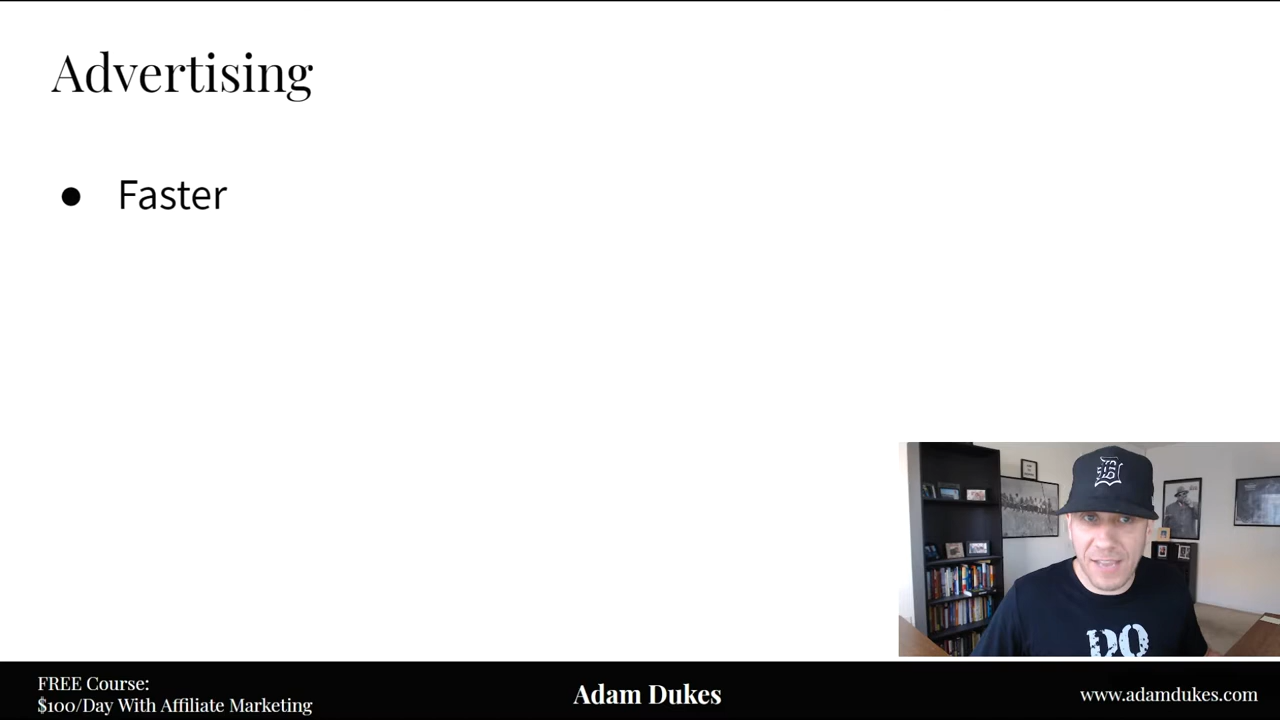 Advertising
● Faster
DO
FREE Course:
$100/Day With Affiliate Marketing
Adam Dukes
www.adamdukes.com